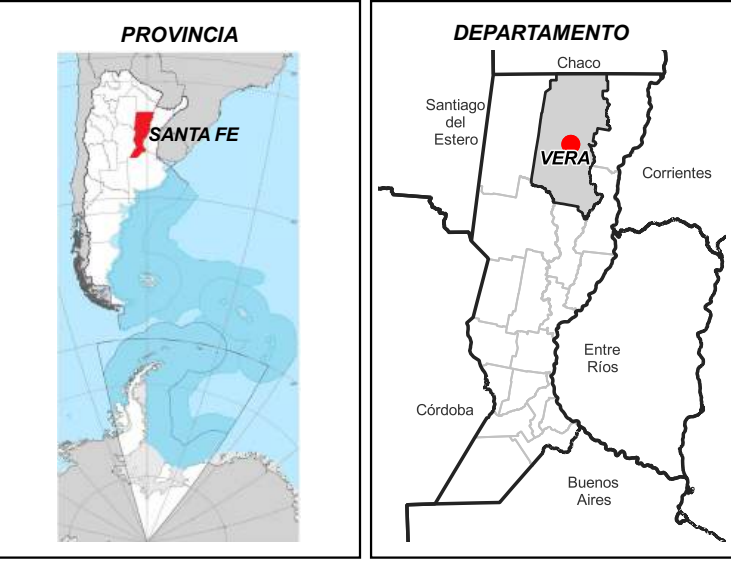 PROVINCIA
SANTA FE
DEPARTAMENTO
Chaco
Santiago
del
Estero
VERA
Corrientes
Entre
Ríos
Córdoba
Buenos
Aires